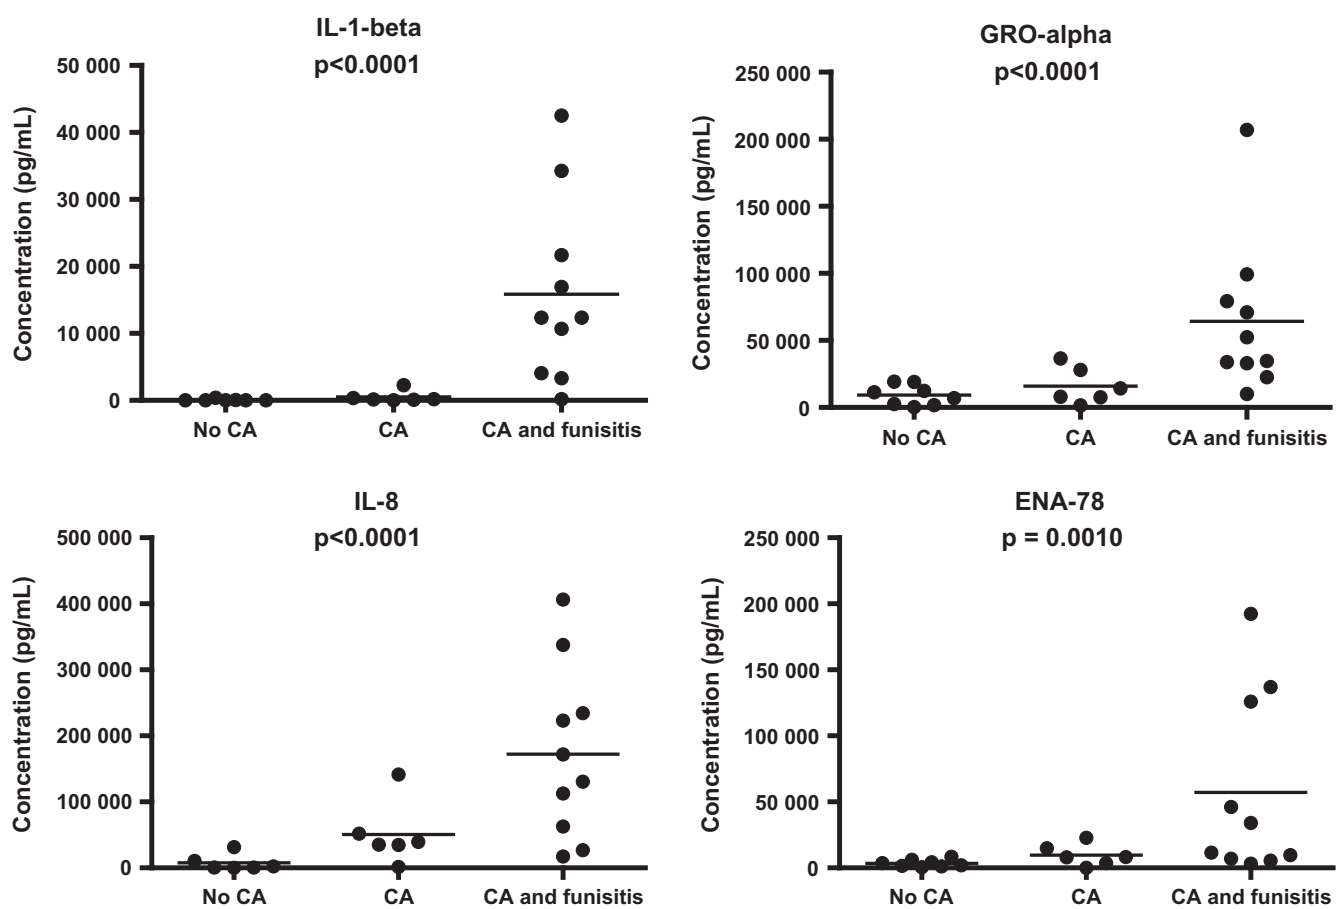 IL-1-beta
p<0.0001
Concentration (pg/mL)
50 000
40 000
30 000
20 000
10 000
0
No CA
CA
CA and funisitis
GRO-alpha
p<0.0001
Concentration (pg/mL)
250 000
200 000
150 000
100 000
50 000
0
No CA
CA
CA and funisitis
IL-8
p<0.0001
Concentration (pg/mL)
500 000
400 000
300 000
200 000
100 000
0
No CA
CA
CA and funisitis
ENA-78
p = 0.0010
Concentration (pg/mL)
250 000
200 000
150 000
100 000
50 000
0
No CA
CA
CA and funisitis